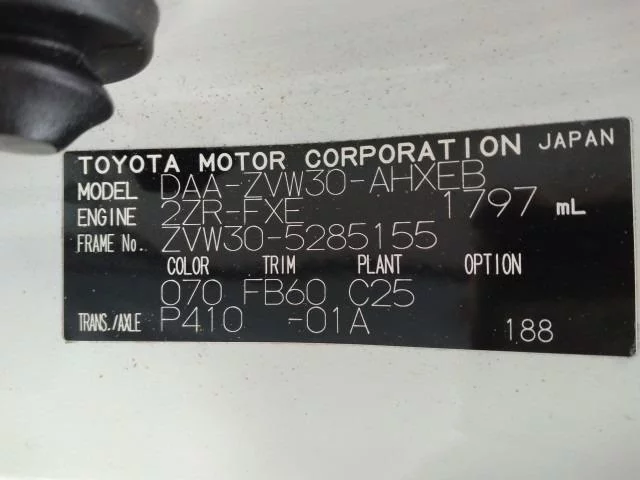 TOYOTA MOTOR CORPORATION JAPAN
MODEL DAA-ZVW30-AHXEB
ENGINE 2ZR-FXE 1797 mL
FRAME No. ZVW30-5285155
COLOR TRIM PLANT OPTION
070 FB60 C25
TRANS./AXLE P410 -01A 188